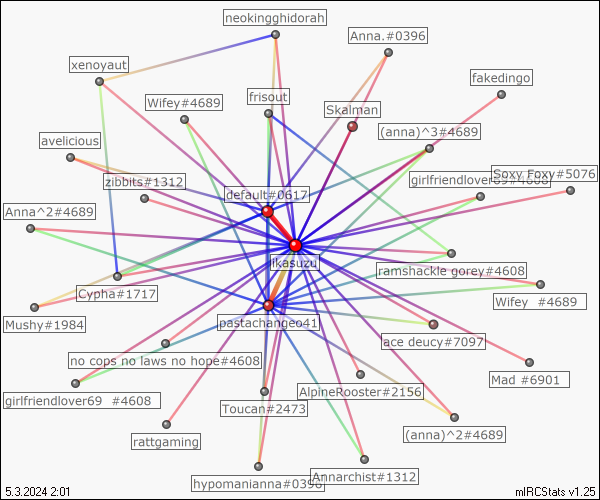 neokingghidorah
Anna.#0396
xenoyaut
fakedingo
Wifey#4689
frisout
Skalman
(anna)^3#4689
avelicious
zibbits#1312
default#0617
Soxy Foxy#5076
Anna^2#4689
ikasuzu
ramshackle gorey#4608
Cypha#1717
Wifey #4689
Mushy#1984
pastachangeo41
ace deucy#7097
no cops no laws no hope#4608
Mad #6901
AlpineRooster#2156
girlfriendlover69 #4608
Toucan#2473
(anna)^2#4689
rattgaming
Annarchist#1312
hypomanianna#0396
5.3.2024 2:01
mIRCStats v1.25